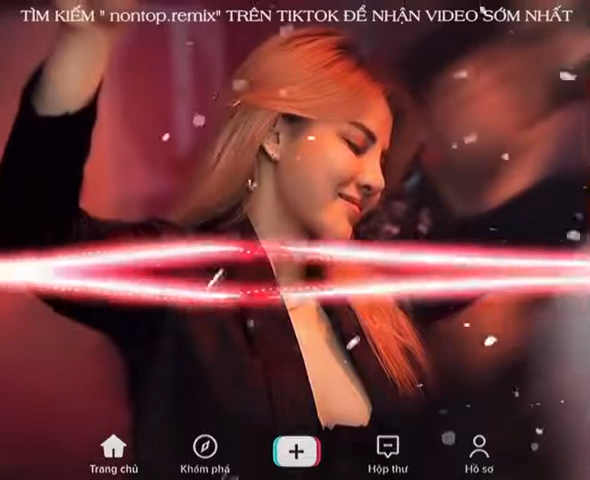 TÌM KIẾM " nontop.remix" TRÊN TIKTOK ĐỂ NHẬN VIDEO SỚM NHẤT
Trang chủ Khám phá Hộp thư Hồ sơ